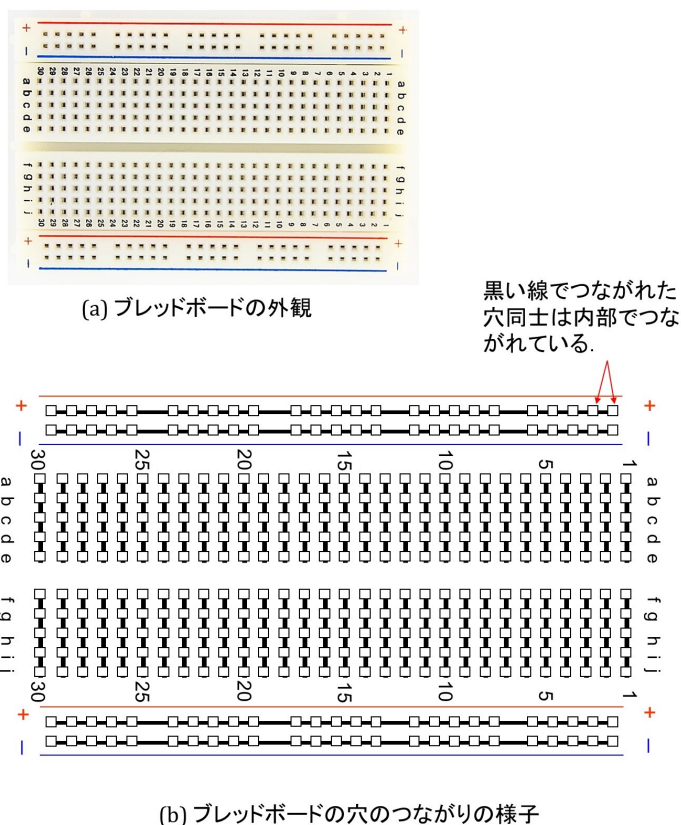 + +
− −
30 29 28 27 26 25 24 23 22 21 20 19 18 17 16 15 14 13 12 11 10 9 8 7 6 5 4 3 2 1
a a
b b
c c
d d
e e
f f
g g
h h
i i
j j
30 29 28 27 26 25 24 23 22 21 20 19 18 17 16 15 14 13 12 11 10 9 8 7 6 5 4 3 2 1
+ +
− −
(a) ブレッドボードの外観
黒い線でつながれた
穴同士は内部でつな
がれている.
+ +
− −
30 25 20 15 10 5 1
a a
b b
c c
d d
e e
f f
g g
h h
i i
j j
30 25 20 15 10 5 1
+ +
− −
(b) ブレッドボードの穴のつながりの様子